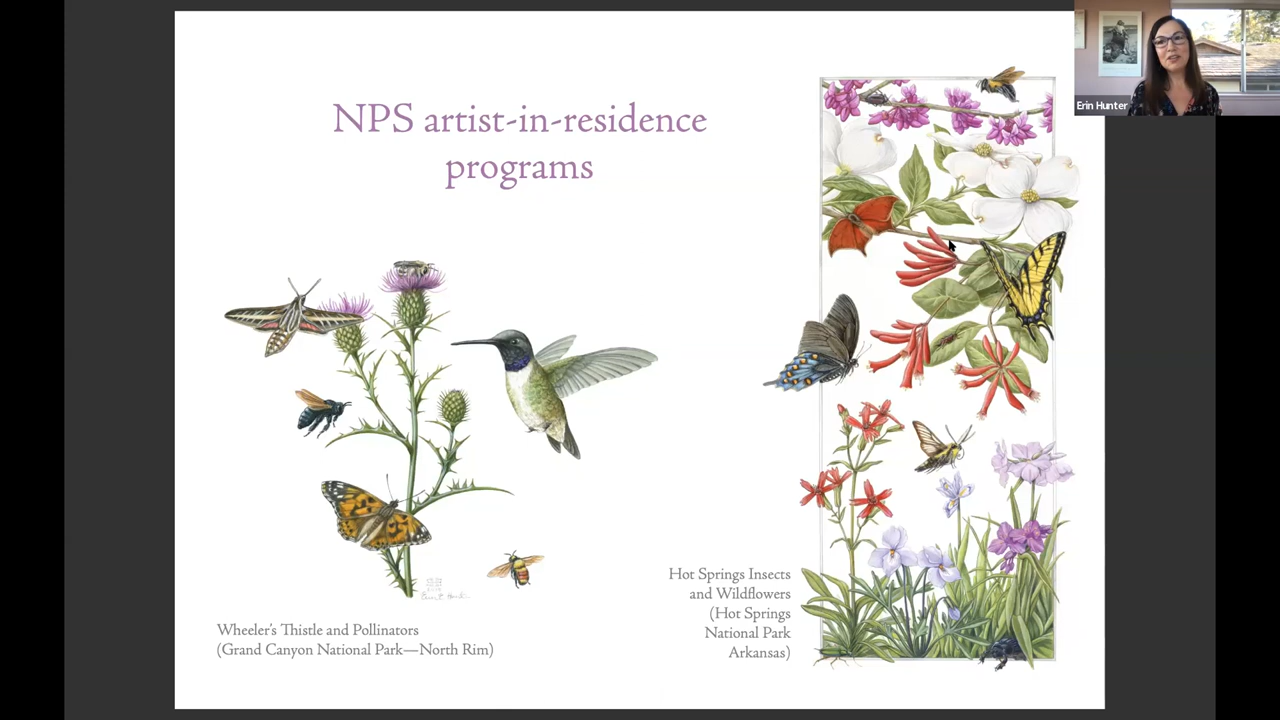 NPS artist-in-residence
programs
Erin Hunter
Wheeler's Thistle and Pollinators
(Grand Canyon National Park—North Rim)
Hot Springs Insects
and Wildflowers
(Hot Springs
National Park
Arkansas)